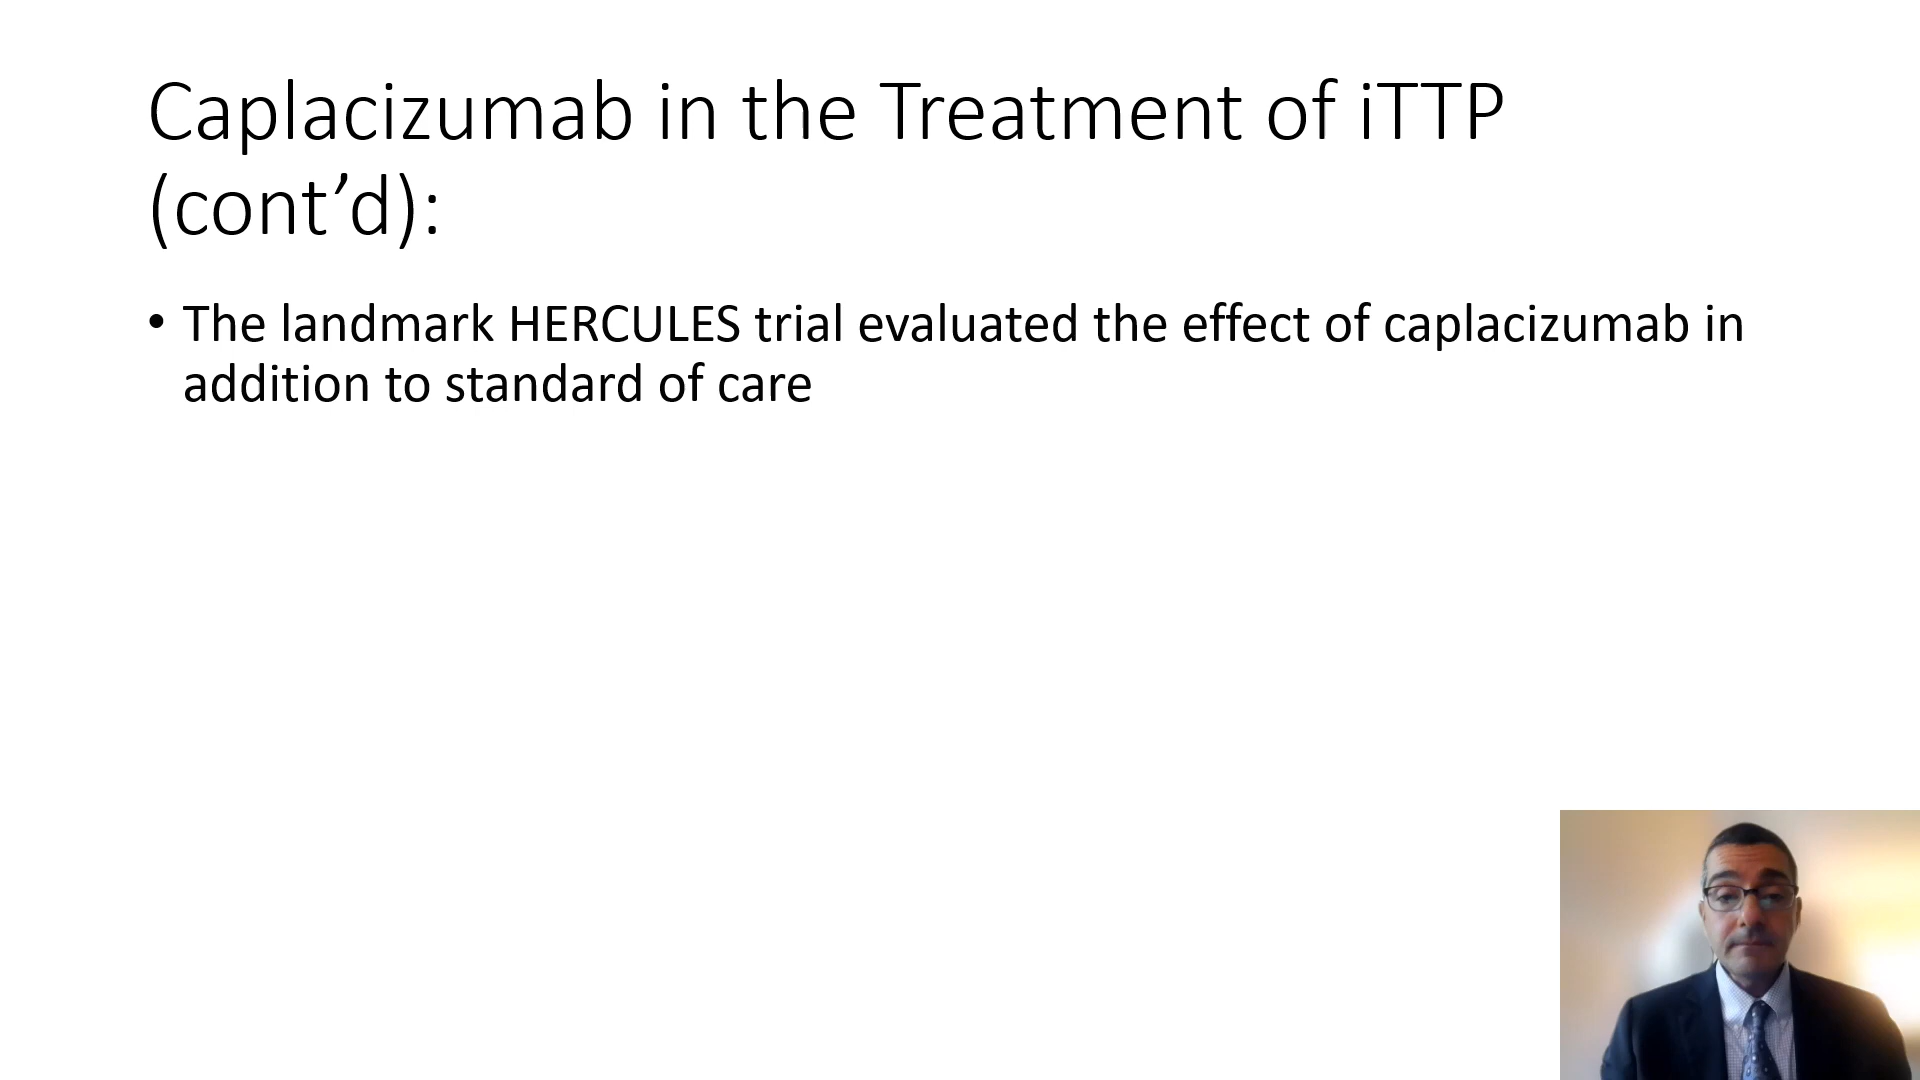 Caplacizumab in the Treatment of iTTP
(cont’d):
• The landmark HERCULES trial evaluated the effect of caplacizumab in
addition to standard of care